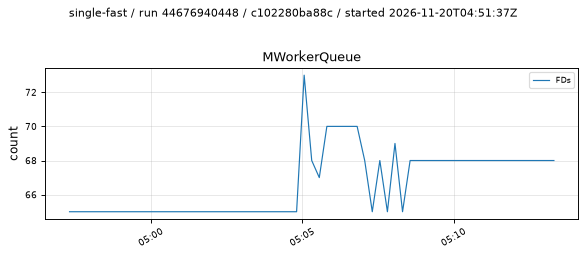 single-fast / run 44676940448 / c102280ba88c / started 2026-11-20T04:51:37Z
MWorkerQueue
FDs
count
72
70
68
66
05:00
05:05
05:10